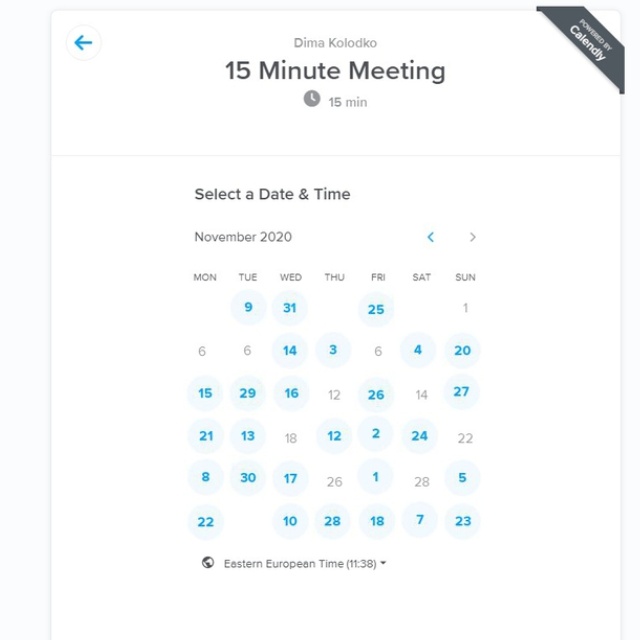 POWERED BY
Calendly
Dima Kolodko
15 Minute Meeting
15 min
Select a Date & Time
November 2020
MON TUE WED THU FRI SAT SUN
9 31 25 1
6 6 14 3 6 4 20
15 29 16 12 26 14 27
21 13 18 12 2 24 22
8 30 17 26 1 28 5
22 10 28 18 7 23
Eastern European Time (11:38)